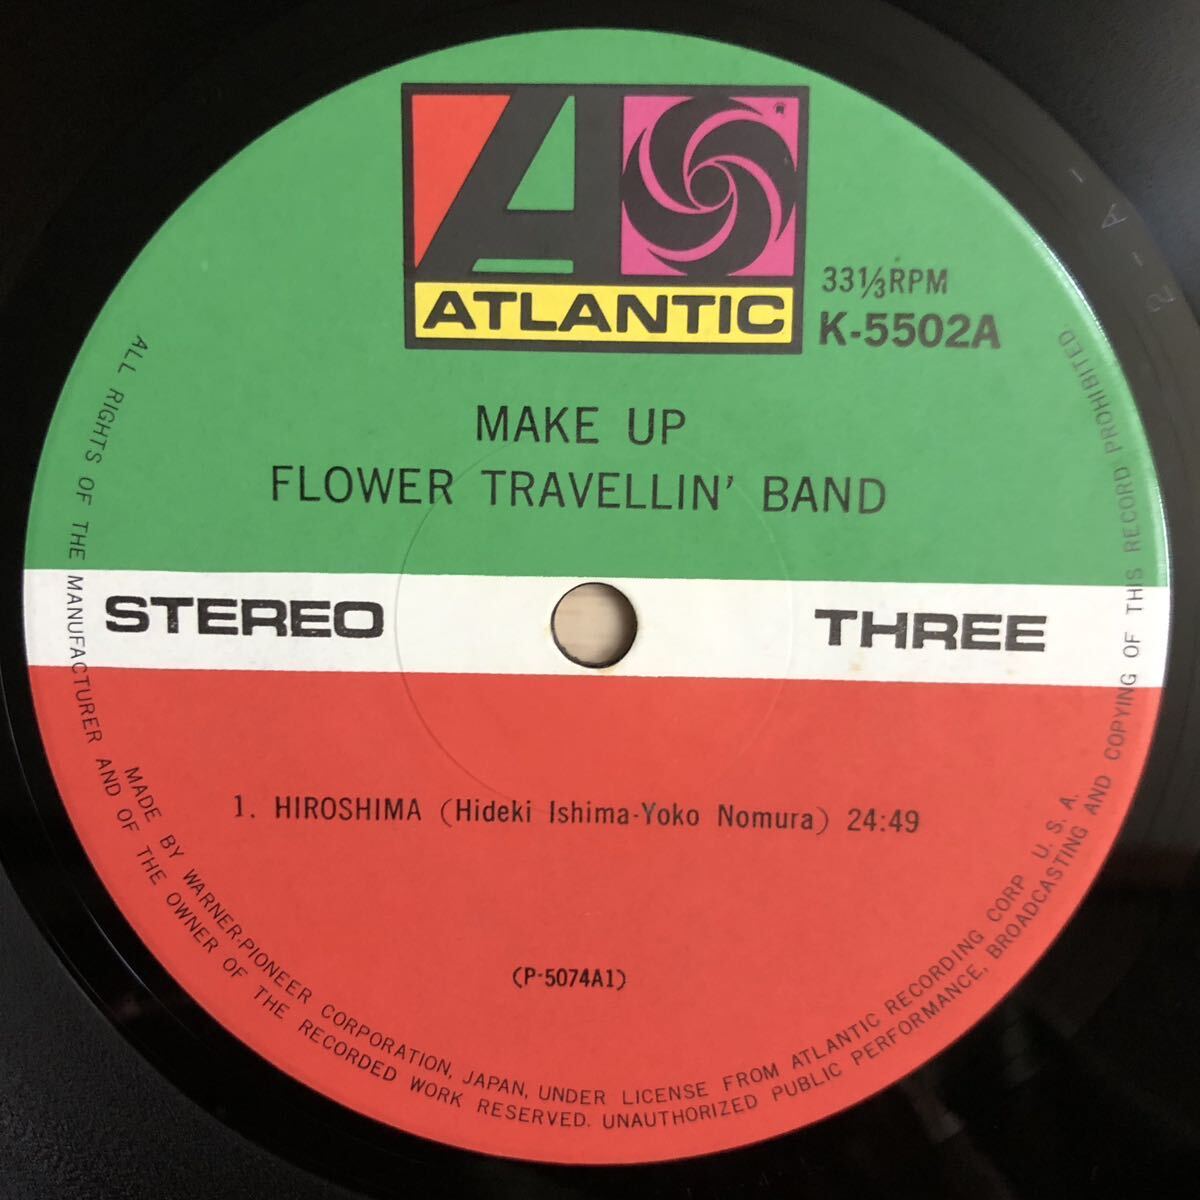 ATLANTIC
33⅓RPM
K-5502A
MAKE UP
FLOWER TRAVELLIN' BAND
STEREO
THREE
1. HIROSHIMA (Hideki Ishima-Yoko Nomura) 24:49
(P-5074A1)
MADE BY WARNER-PIONEER CORPORATION, JAPAN, UNDER LICENSE FROM ATLANTIC RECORDING CORP U. S. A.
ALL RIGHTS OF THE MANUFACTURER AND OF THE OWNER OF THE RECORDED WORK RESERVED. UNAUTHORIZED PUBLIC PERFORMANCE, BROADCASTING AND COPYING OF THIS RECORD PROHIBITED.